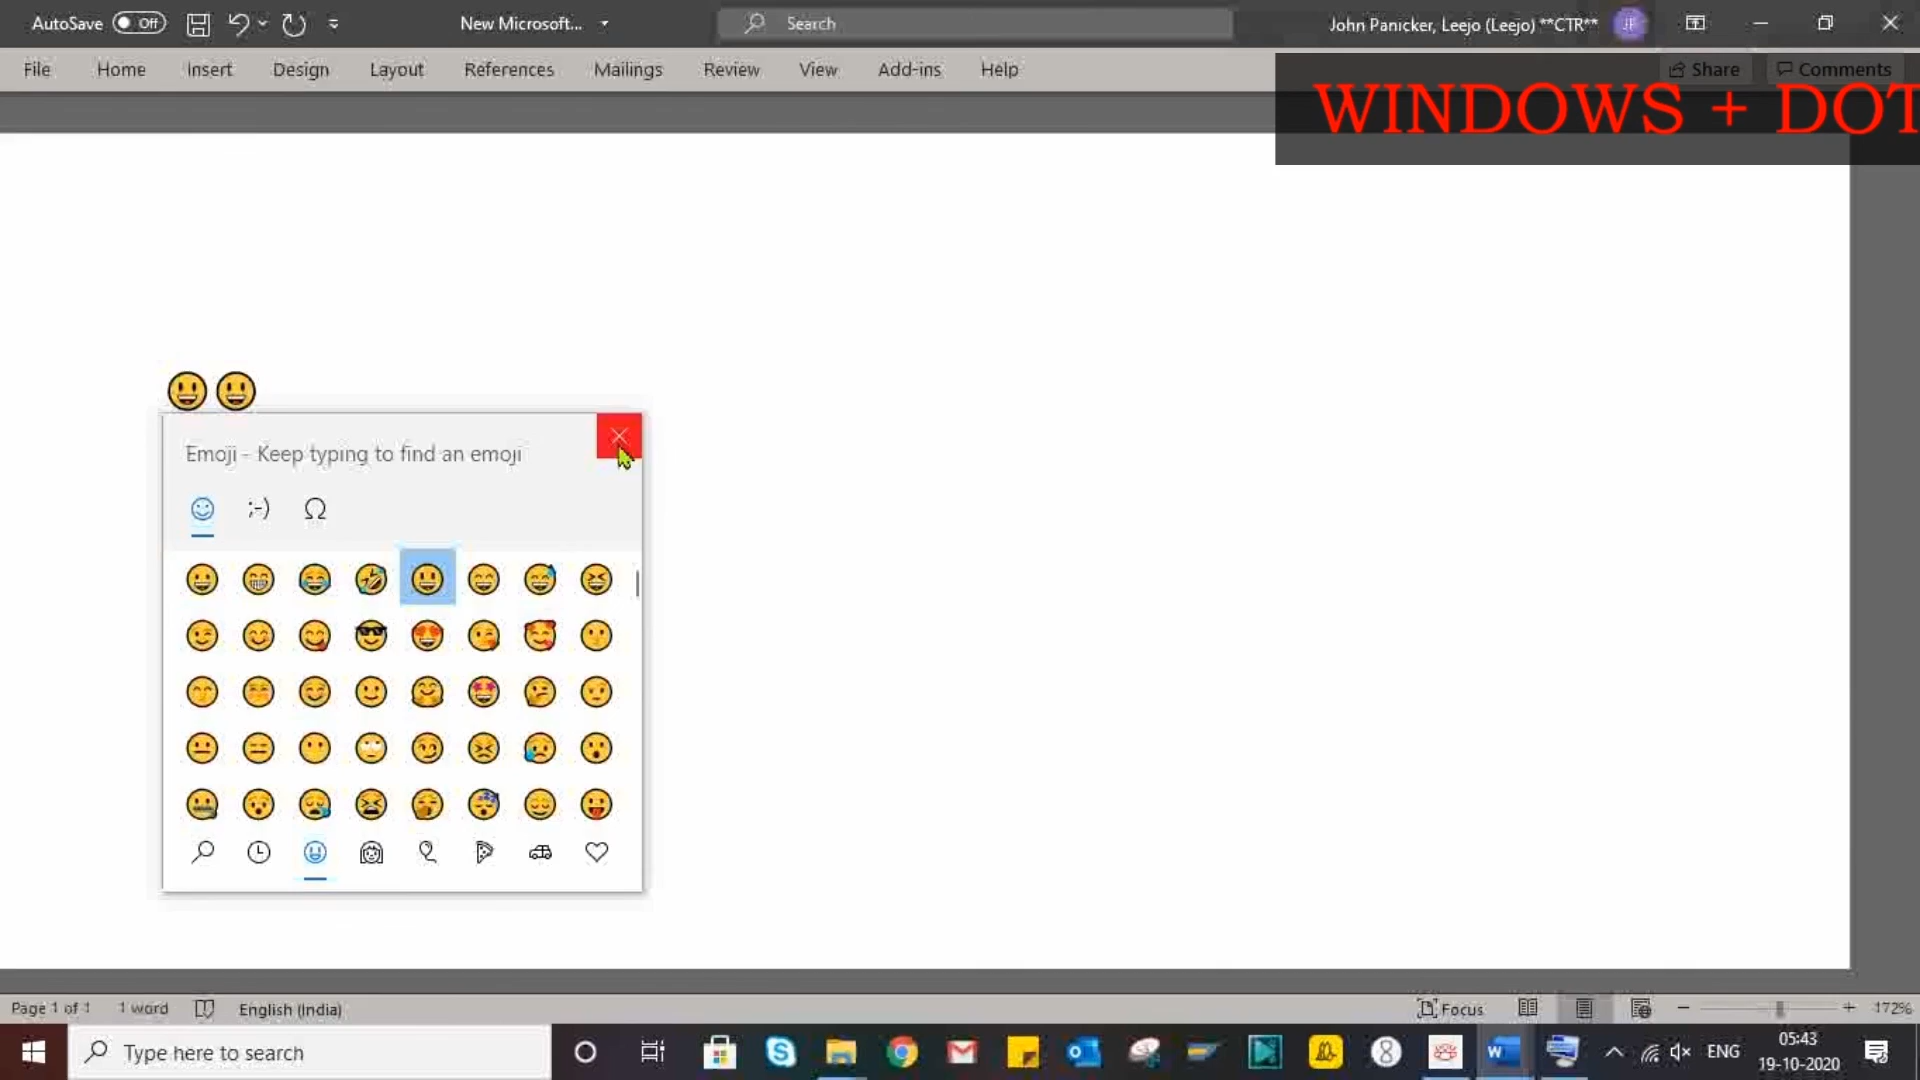 AutoSave Off New Microsoft... Search John Panicker, Leejo (Leejo) **CTR** JP
File Home Insert Design Layout References Mailings Review View Add-ins Help Share Comments
WINDOWS + DOT
Emoji - Keep typing to find an emoji
;-) Ω
Page 1 of 1 1 word English (India) Focus 172%
Type here to search ENG 05:43
19-10-2020